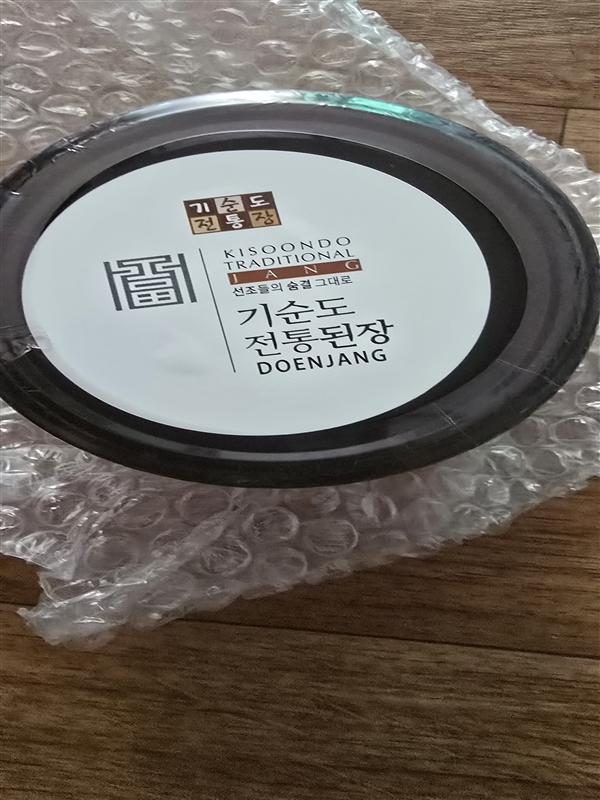 기순도
전통장
KISOONDO
TRADITIONAL
JANG
선조들의 숨결 그대로
기순도
전통된장
DOENJANG